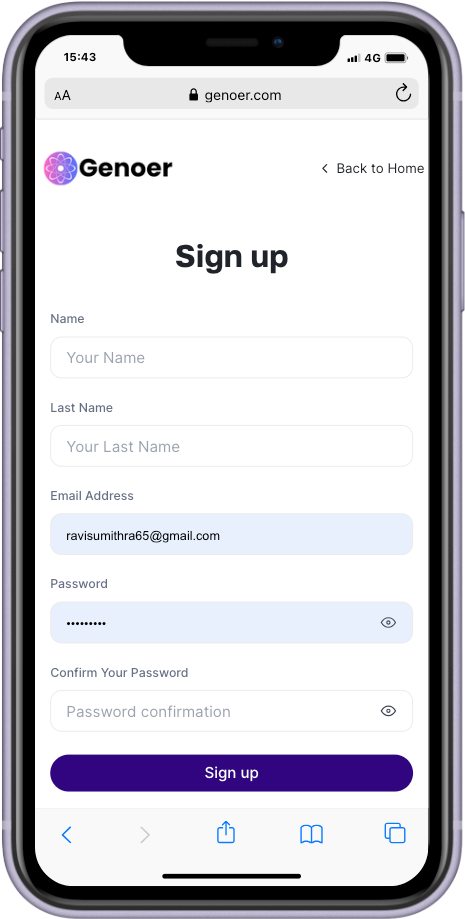 15:43
4G
AA
genoer.com
Genoer
Back to Home
Sign up
Name
Your Name
Last Name
Your Last Name
Email Address
ravisumithra65@gmail.com
Password
•••••••••
Confirm Your Password
Password confirmation
Sign up